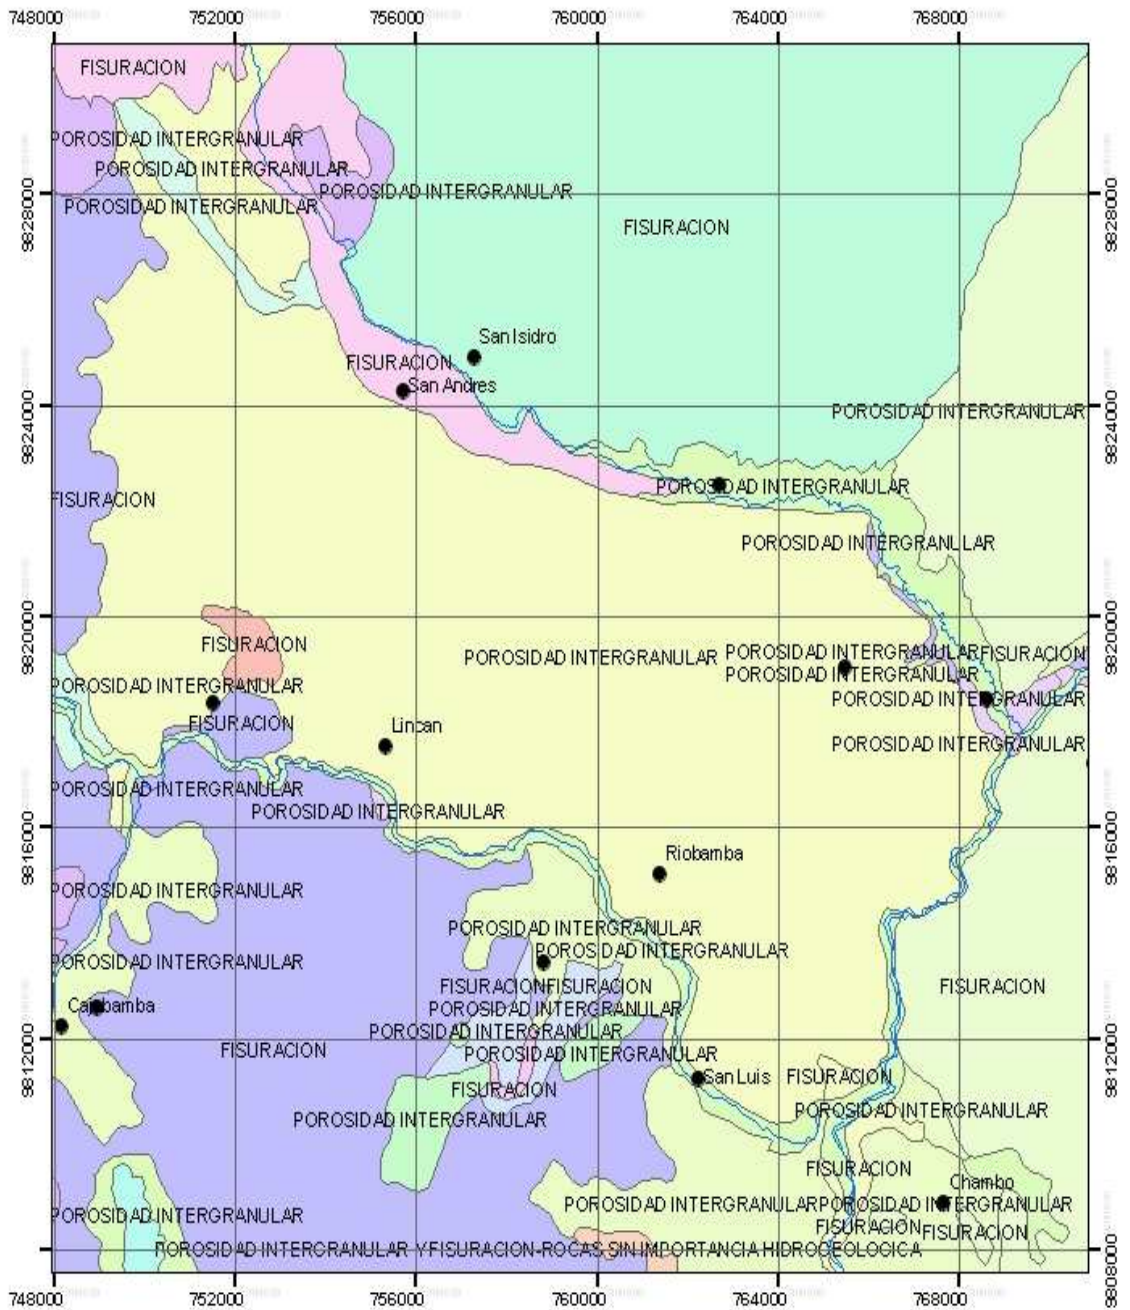 748000 752000 756000 760000 764000 768000
FISURACION
POROSIDAD INTERGRANULAR
POROSIDAD INTERGRANULAR
POROSIDAD INTERGRANULAR
9828000
9828000
POROSIDAD INTERGRANULAR
FISURACION
San Isidro
FISURACION
San Andres
9824000
9824000
POROSIDAD INTERGRANULAR
POROSIDAD INTERGRANULAR
FISURACION
POROSIDAD INTERGRANULAR
9820000
9820000
FISURACION
POROSIDAD INTERGRANULAR
POROSIDAD INTERGRANULAR FISURACION
POROSIDAD INTERGRANULAR
POROSIDAD INTERGRANULAR
POROSIDAD INTERGRANULAR
FISURACION
Lincan
POROSIDAD INTERGRANULAR
POROSIDAD INTERGRANULAR
POROSIDAD INTERGRANULAR
9816000
9816000
Riobamba
POROSIDAD INTERGRANULAR
POROSIDAD INTERGRANULAR
POROSIDAD INTERGRANULAR
POROSIDAD INTERGRANULAR
FISURACION FISURACION
FISURACION
Cajabamba
POROSIDAD INTERGRANULAR
POROSIDAD INTERGRANULAR
9812000
9812000
FISURACION
POROSIDAD INTERGRANULAR
San Luis
FISURACION
FISURACION
POROSIDAD INTERGRANULAR
POROSIDAD INTERGRANULAR
FISURACION
Chambo
POROSIDAD INTERGRANULAR POROSIDAD INTERGRANULAR
POROSIDAD INTERGRANULAR
FISURACION FISURACION
POROSIDAD INTERGRANULAR Y FISURACION-ROCAS SIN IMPORTANCIA HIDROGEOLOGICA
9808000
748000 752000 756000 760000 764000 768000